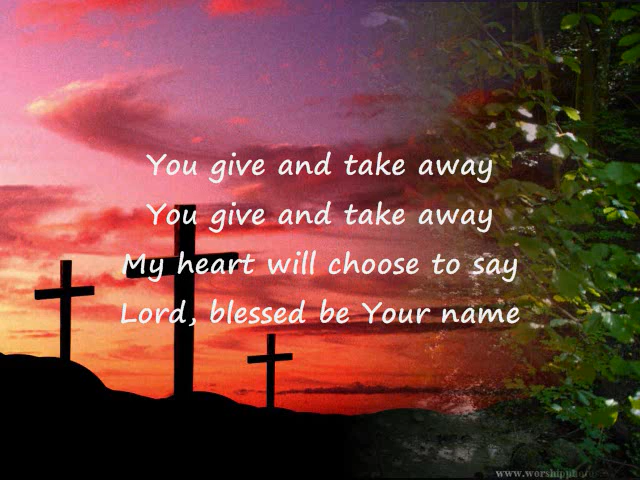 You give and take away
You give and take away
My heart will choose to say
Lord, blessed be Your name